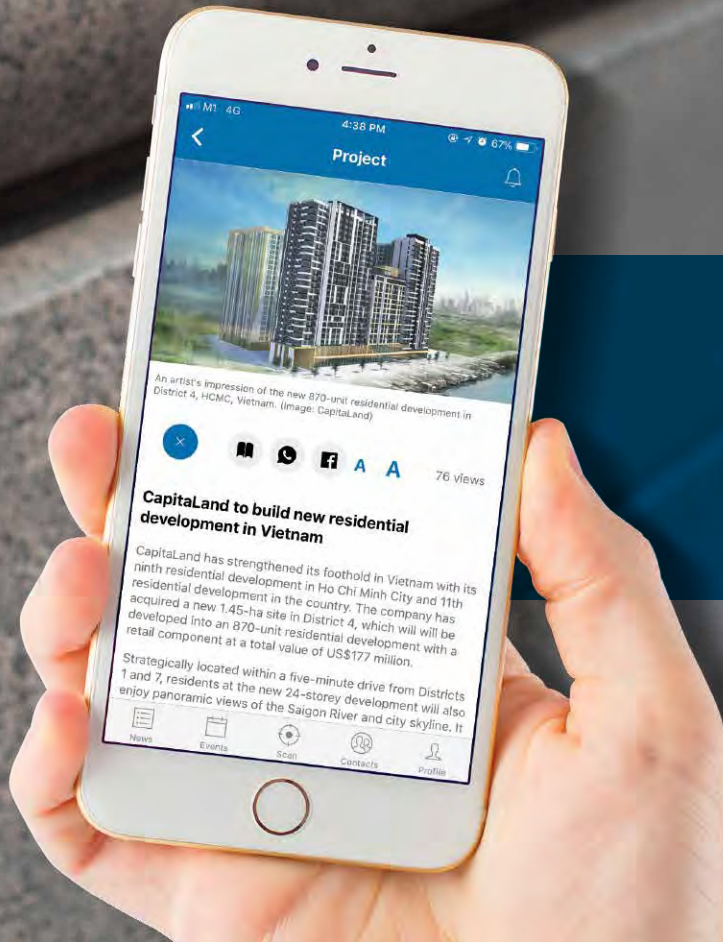 M1 4G
4:38 PM
67%
Project
An artist's impression of the new 870-unit residential development in
District 4, HCMC, Vietnam. (Image: CapitaLand)
A A 76 views
CapitaLand to build new residential
development in Vietnam
CapitaLand has strengthened its foothold in Vietnam with its
ninth residential development in Ho Chi Minh City and 11th
residential development in the country. The company has
acquired a new 1.45-ha site in District 4, which will will be
developed into an 870-unit residential development with a
retail component at a total value of US$177 million.
Strategically located within a five-minute drive from Districts
1 and 7, residents at the new 24-storey development will also
enjoy panoramic views of the Saigon River and city skyline. It
News Events Scan Contacts Profile